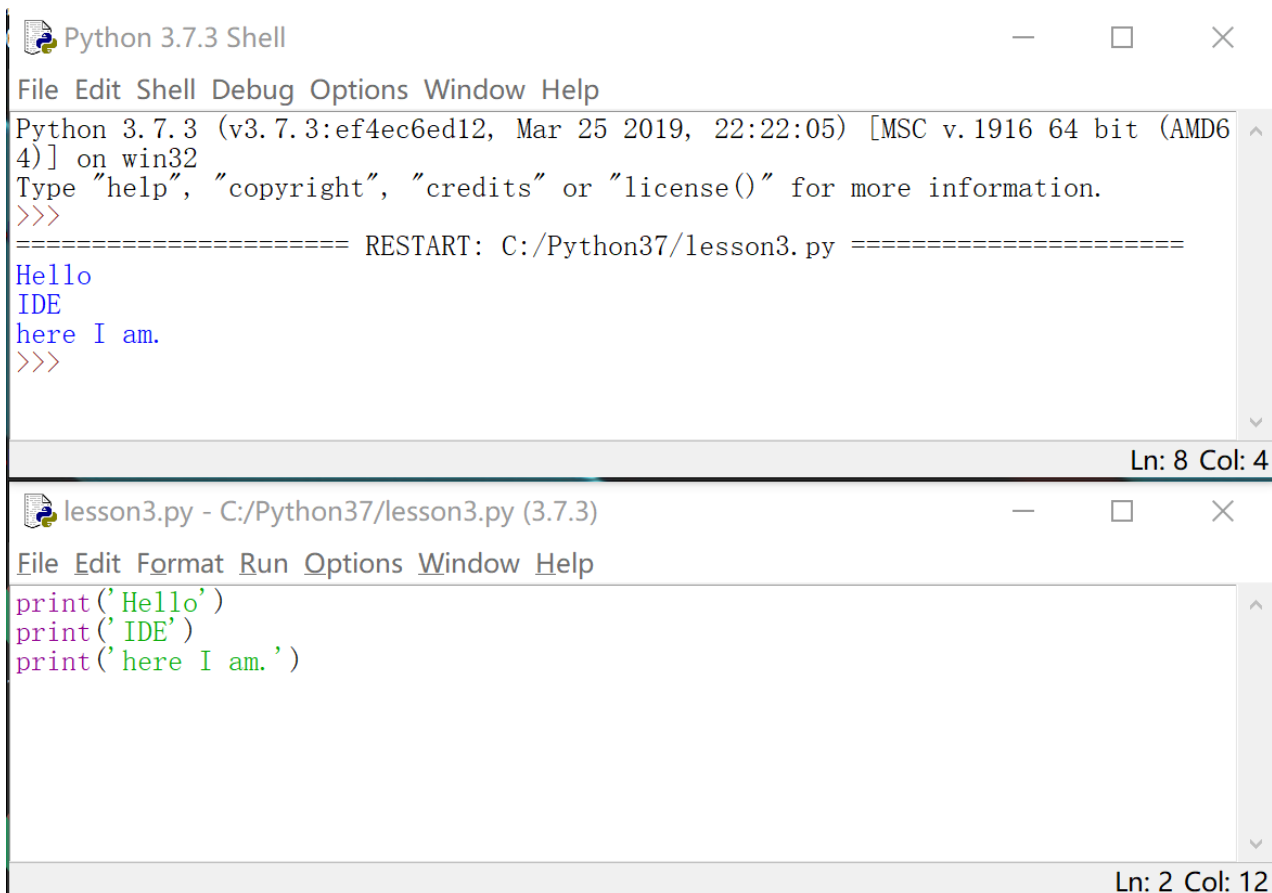 Python 3.7.3 Shell
File Edit Shell Debug Options Window Help
Python 3.7.3 (v3.7.3:ef4ec6ed12, Mar 25 2019, 22:22:05) [MSC v.1916 64 bit (AMD6
4)] on win32
Type "help", "copyright", "credits" or "license()" for more information.
>>>
====================== RESTART: C:/Python37/lesson3.py ======================
Hello
IDE
here I am.
>>>
Ln: 8 Col: 4
lesson3.py - C:/Python37/lesson3.py (3.7.3)
File Edit Format Run Options Window Help
print('Hello')
print('IDE')
print('here I am.')
Ln: 2 Col: 12